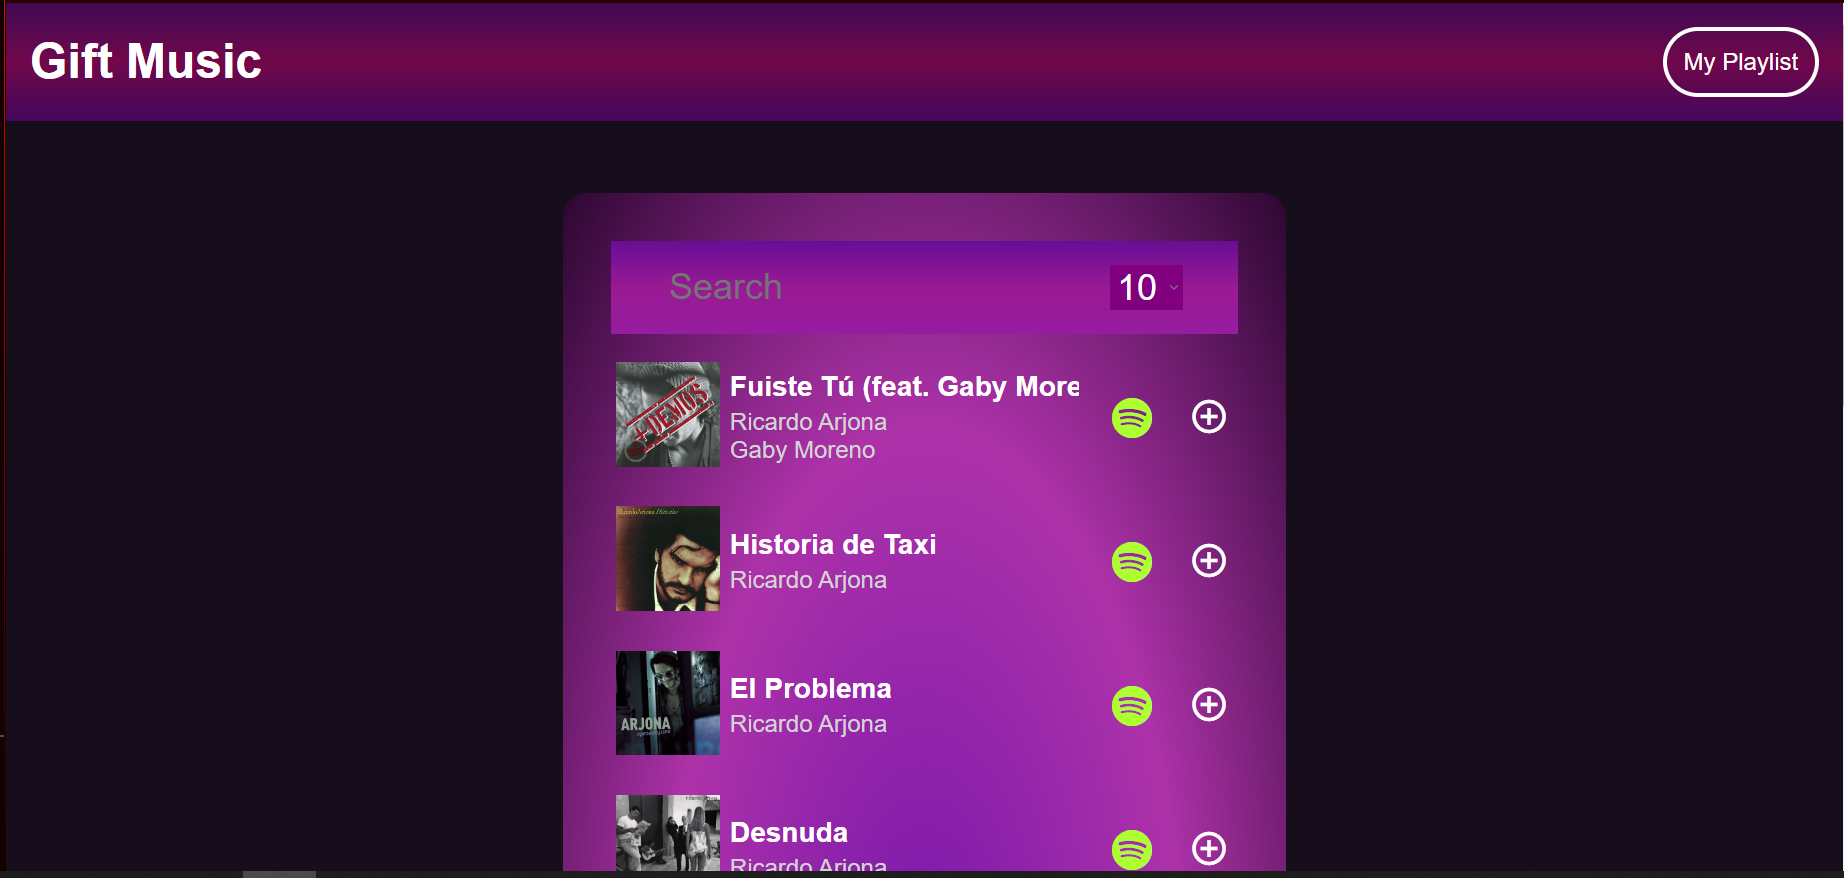 Gift Music
My Playlist
Search
10
Fuiste Tú (feat. Gaby More
Ricardo Arjona
Gaby Moreno
+DEMOS
Historia de Taxi
Ricardo Arjona
El Problema
Ricardo Arjona
ARJONA
Desnuda
Ricardo Arjona